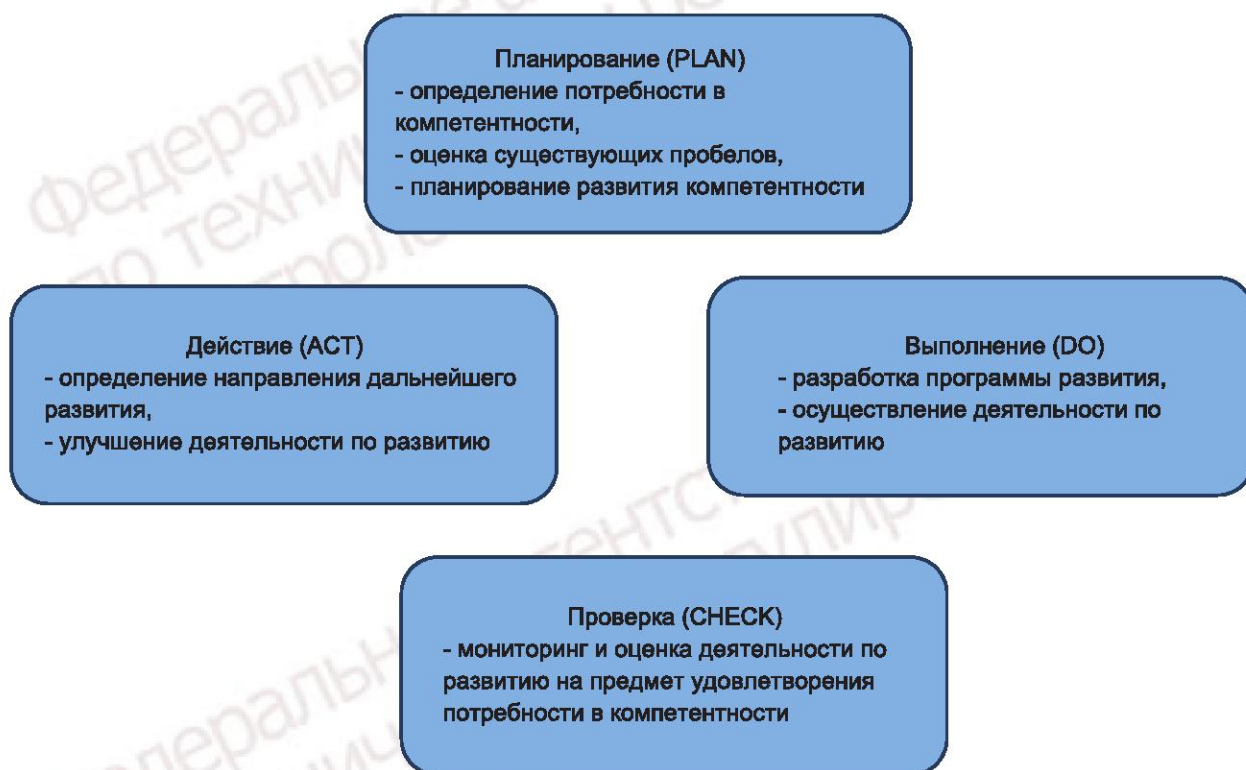 Планирование (PLAN)
- определение потребности в
компетентности,
- оценка существующих пробелов,
- планирование развития компетентности
Действие (ACT)
- определение направления дальнейшего
развития,
- улучшение деятельности по развитию
Выполнение (DO)
- разработка программы развития,
- осуществление деятельности по
развитию
Проверка (CHECK)
- мониторинг и оценка деятельности по
развитию на предмет удовлетворения
потребности в компетентности